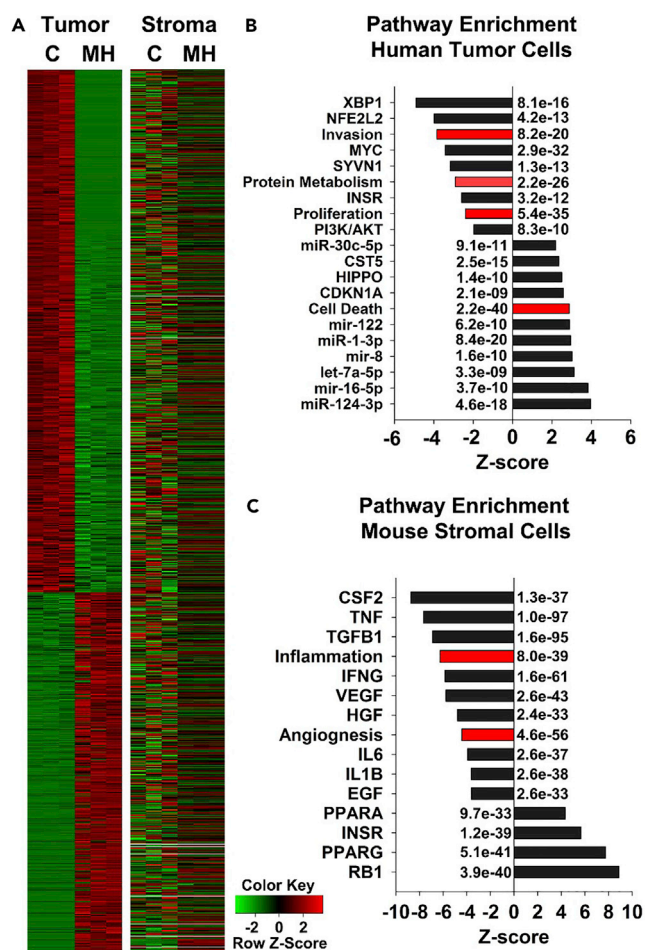 A
Tumor Stroma
C MH C MH
Color Key
-2 0 2
Row Z-Score
B
Pathway Enrichment
Human Tumor Cells
XBP1 8.1e-16
NFE2L2 4.2e-13
Invasion 8.2e-20
MYC 2.9e-32
SYVN1 1.3e-13
Protein Metabolism 2.2e-26
INSR 3.2e-12
Proliferation 5.4e-35
PI3K/AKT 8.3e-10
miR-30c-5p 9.1e-11
CST5 2.5e-15
HIPPO 1.4e-10
CDKN1A 2.1e-09
Cell Death 2.2e-40
mir-122 6.2e-10
miR-1-3p 8.4e-20
mir-8 1.6e-10
let-7a-5p 3.3e-09
mir-16-5p 3.7e-10
miR-124-3p 4.6e-18
-6 -4 -2 0 2 4 6
Z-score
C
Pathway Enrichment
Mouse Stromal Cells
CSF2 1.3e-37
TNF 1.0e-97
TGFB1 1.6e-95
Inflammation 8.0e-39
IFNG 1.6e-61
VEGF 2.6e-43
HGF 2.4e-33
Angiognesis 4.6e-56
IL6 2.6e-37
IL1B 2.6e-38
EGF 2.6e-33
PPARA 9.7e-33
INSR 1.2e-39
PPARG 5.1e-41
RB1 3.9e-40
-10 -8 -6 -4 -2 0 2 4 6 8 10
Z-score